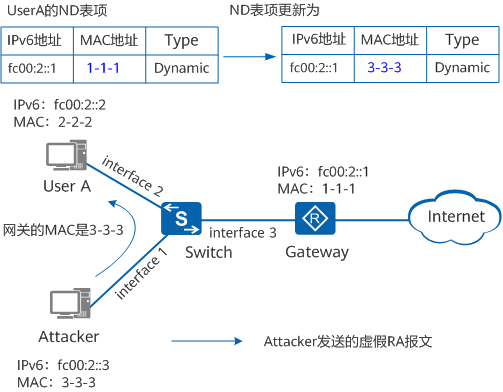 UserA的ND表项
ND表项更新为
IPv6地址 MAC地址 Type
fc00:2::1 1-1-1 Dynamic
IPv6地址 MAC地址 Type
fc00:2::1 3-3-3 Dynamic
IPv6：fc00:2::2
MAC：2-2-2
User A
interface 2
IPv6：fc00:2::1
MAC：1-1-1
网关的MAC是3-3-3
S
Switch
interface 3
R
Gateway
Internet
interface 1
Attacker
IPv6：fc00:2::3
MAC：3-3-3
Attacker发送的虚假RA报文